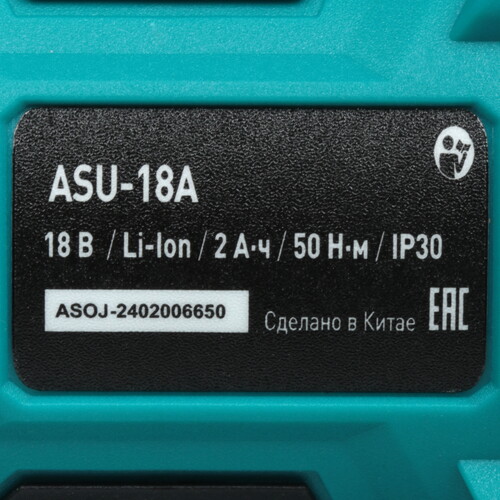 ASU-18A
18 В / Li-Ion / 2 А·ч / 50 Н·м / IP30
ASOJ-2402006650
Сделано в Китае
EAC